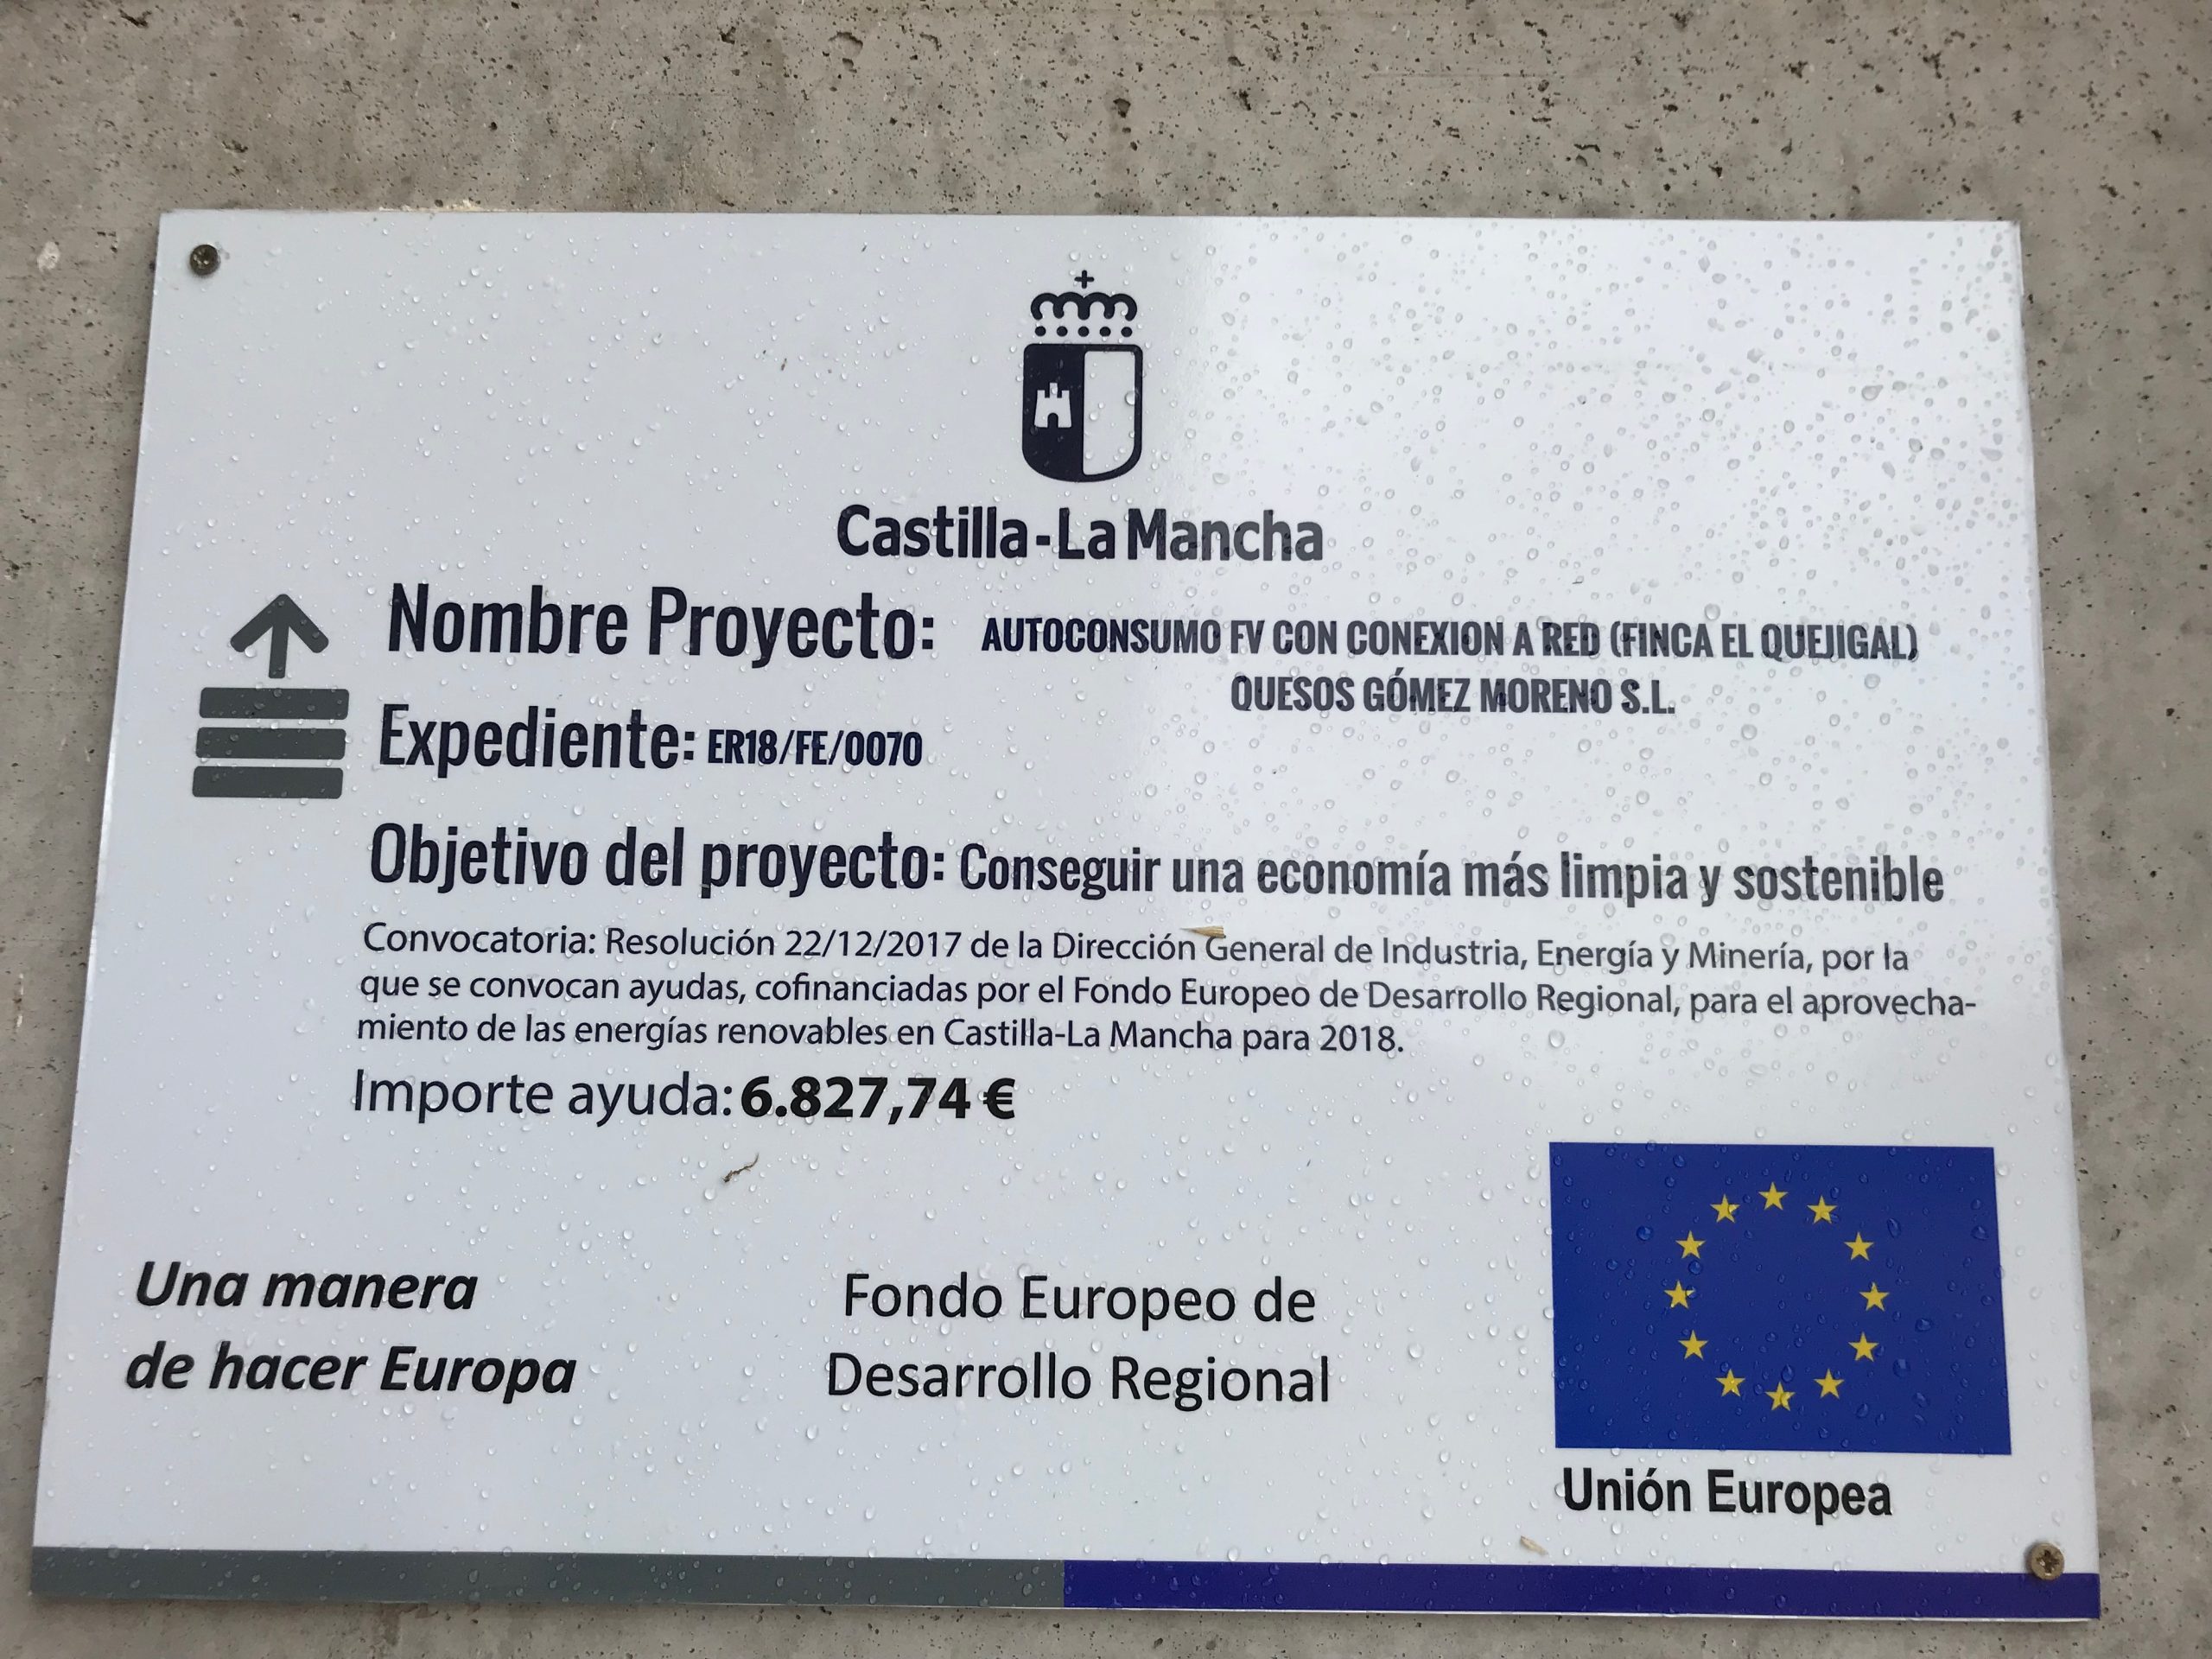 Castilla-La Mancha
Nombre Proyecto: AUTOCONSUMO FV CON CONEXION A RED (FINCA EL QUEJIGAL)
QUESOS GÓMEZ MORENO S.L.
Expediente: ER18/FE/0070
Objetivo del proyecto: Conseguir una economía más limpia y sostenible
Convocatoria: Resolución 22/12/2017 de la Dirección General de Industria, Energía y Minería, por la
que se convocan ayudas, cofinanciadas por el Fondo Europeo de Desarrollo Regional, para el aprovecha-
miento de las energías renovables en Castilla-La Mancha para 2018.
Importe ayuda: 6.827,74 €
Una manera
de hacer Europa
Fondo Europeo de
Desarrollo Regional
Unión Europea